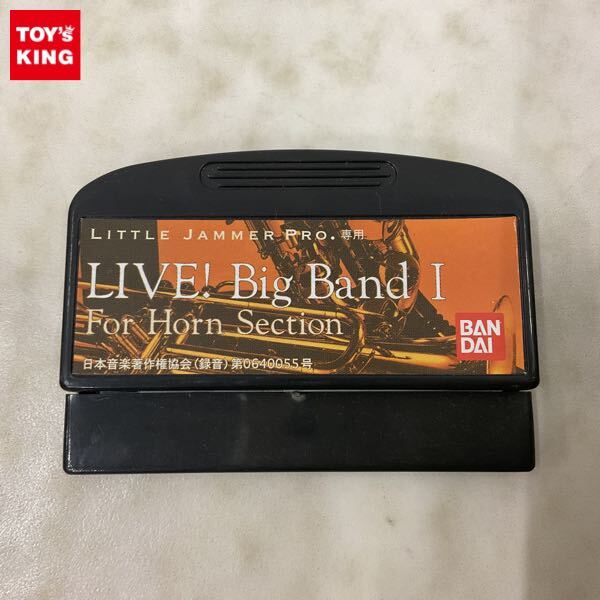 TOY's
KING
LITTLE JAMMER PRO. 専用
LIVE! Big Band I
For Horn Section
BAN
DAI
日本音楽著作権協会(録音)第0640055号